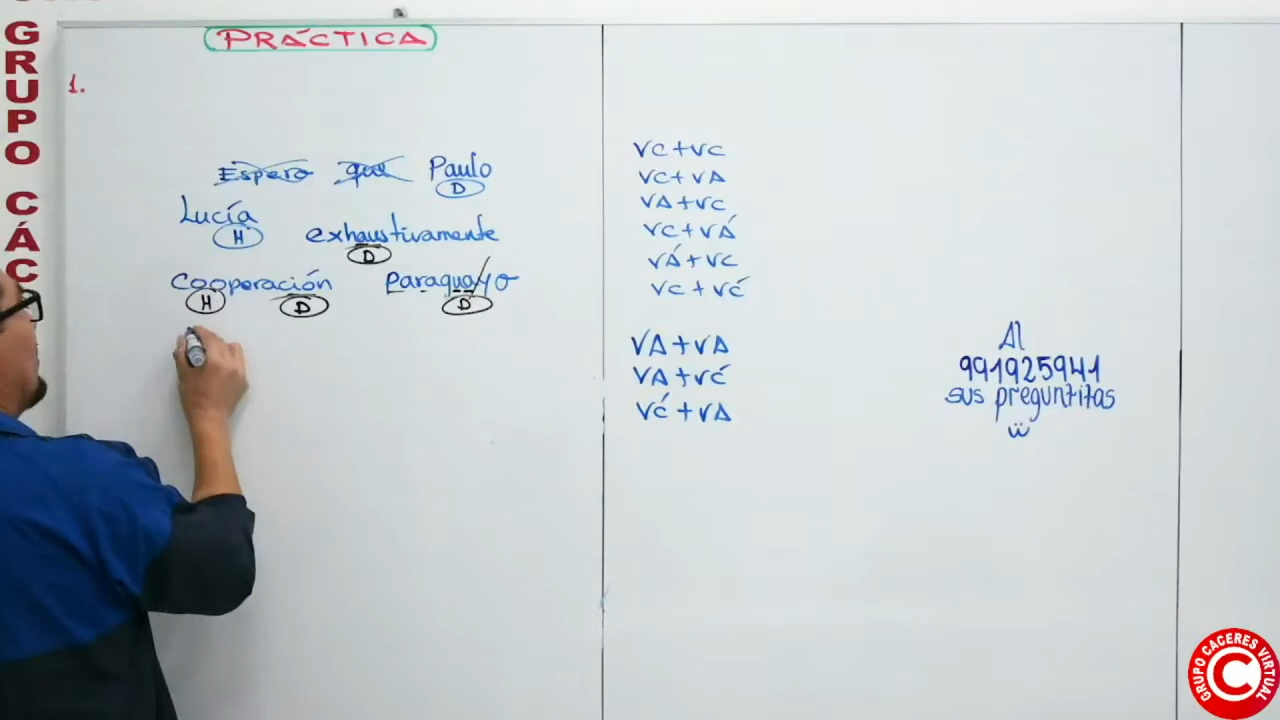 GRUPO CÁC
PRÁCTICA
1.
Espero que Paulo
D
Lucía exhaustivamente
H D
Cooperación Paraguayo
H D D
VC+VC
VC+VA
VA+VC
VC+VÁ
VÁ+VC
VC+VĆ
VA+VA
VA+VĆ
VĆ+VA
Al
991925941
sus preguntitas
GRUPO CACERES VIRTUAL
C